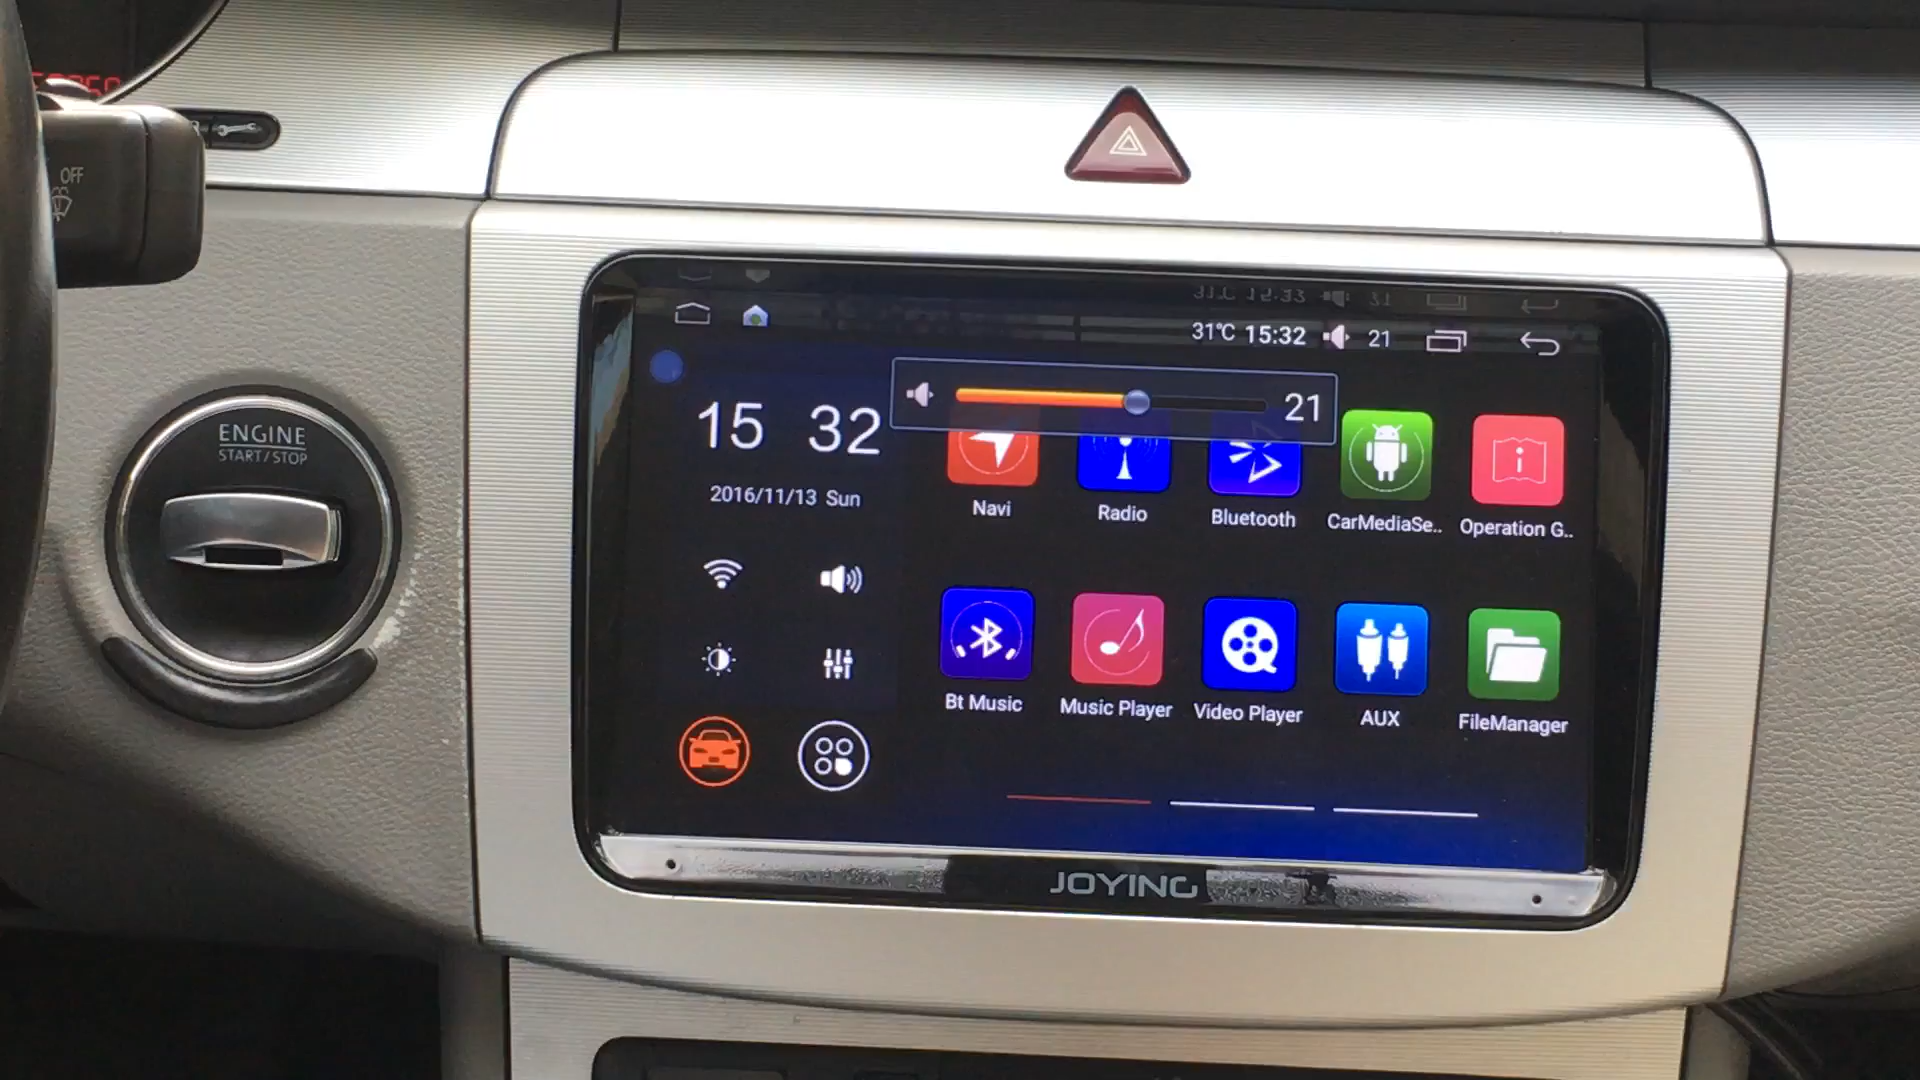 OFF
ENGINE
START/STOP
31℃ 15:32 21
21
15 32
2016/11/13 Sun
Navi
Radio
Bluetooth
CarMediaSe..
Operation G..
Bt Music
Music Player
Video Player
AUX
FileManager
JOYING